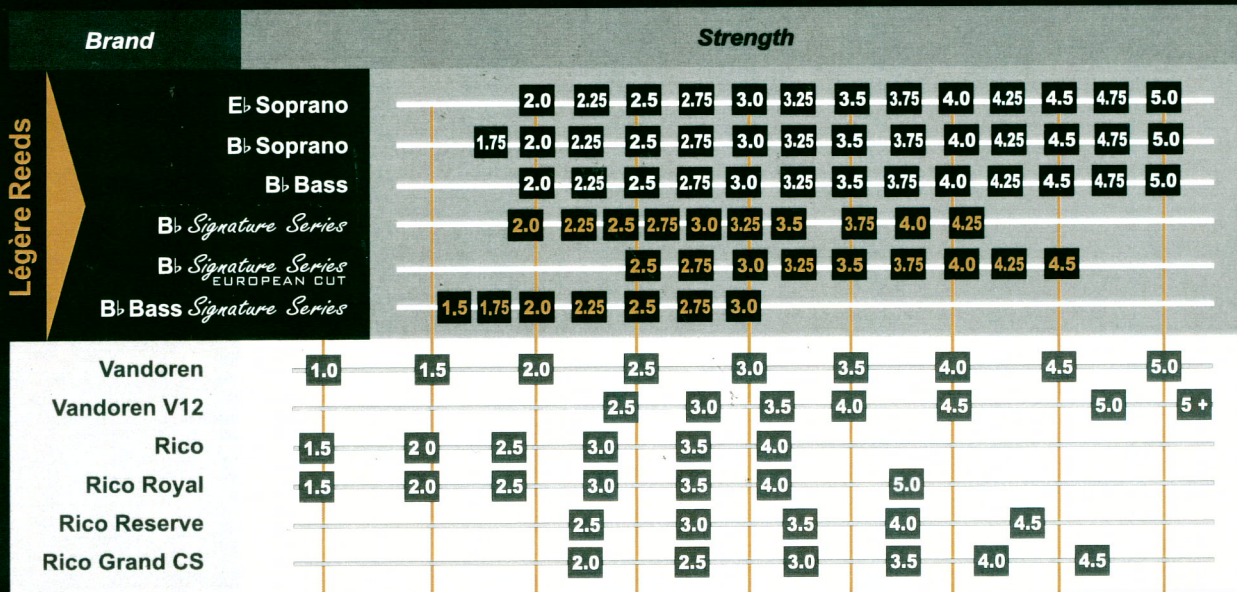 Brand Strength
Légère Reeds
E♭ Soprano 2.0 2.25 2.5 2.75 3.0 3.25 3.5 3.75 4.0 4.25 4.5 4.75 5.0
B♭ Soprano 1.75 2.0 2.25 2.5 2.75 3.0 3.25 3.5 3.75 4.0 4.25 4.5 4.75 5.0
B♭ Bass 2.0 2.25 2.5 2.75 3.0 3.25 3.5 3.75 4.0 4.25 4.5 4.75 5.0
B♭ Signature Series 2.0 2.25 2.5 2.75 3.0 3.25 3.5 3.75 4.0 4.25
B♭ Signature Series 2.5 2.75 3.0 3.25 3.5 3.75 4.0 4.25 4.5
EUROPEAN CUT
B♭ Bass Signature Series 1.5 1.75 2.0 2.25 2.5 2.75 3.0
Vandoren 1.0 1.5 2.0 2.5 3.0 3.5 4.0 4.5 5.0
Vandoren V12 2.5 3.0 3.5 4.0 4.5 5.0 5 +
Rico 1.5 2 0 2.5 3.0 3.5 4.0
Rico Royal 1.5 2.0 2.5 3.0 3.5 4.0 5.0
Rico Reserve 2.5 3.0 3.5 4.0 4.5
Rico Grand CS 2.0 2.5 3.0 3.5 4.0 4.5